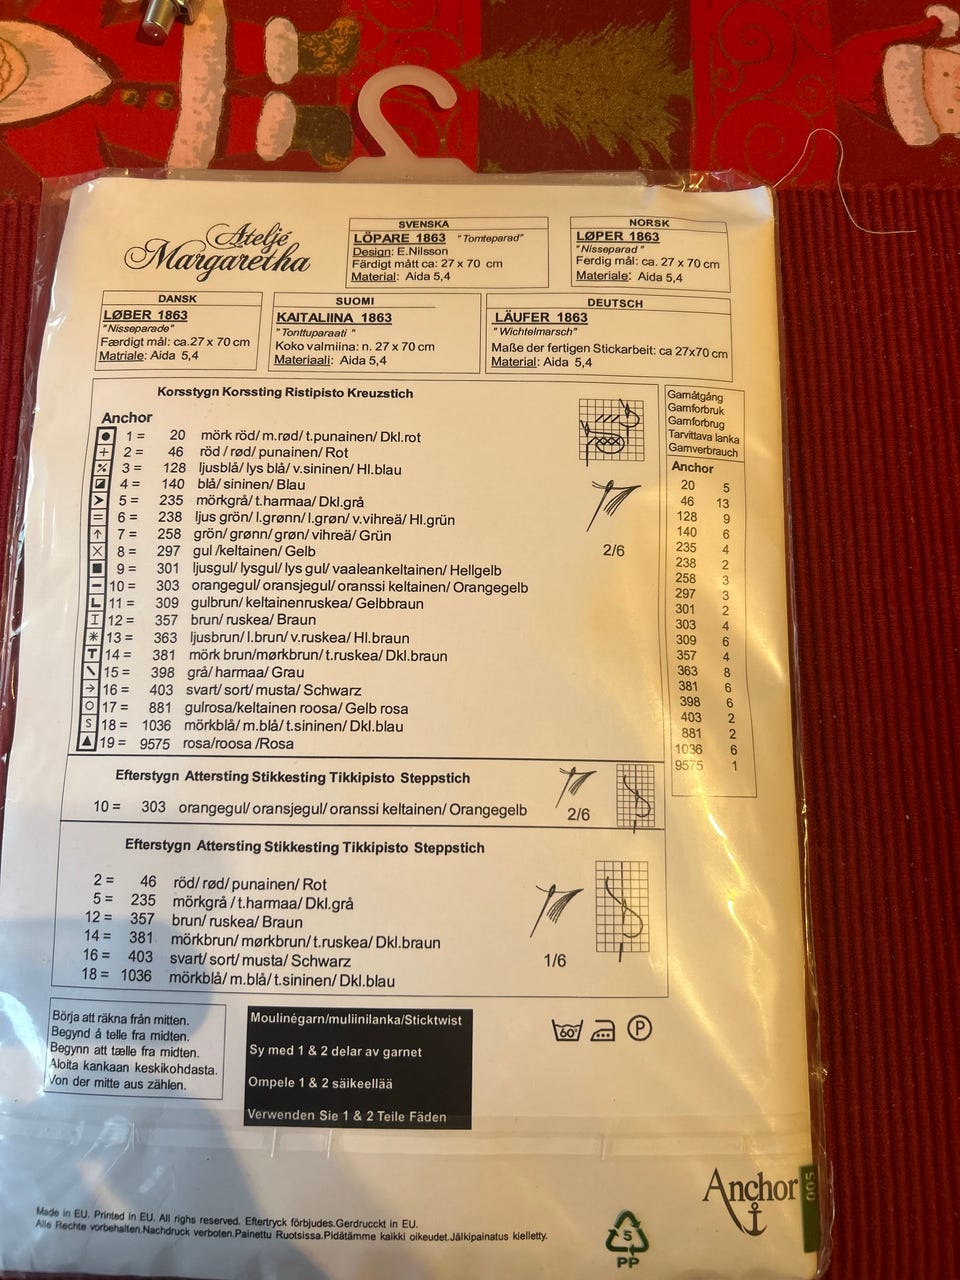 Ateljé
Margaretha
SVENSKA
LÖPARE 1863 "Tomteparad"
Design: E.Nilsson
Färdigt mått ca: 27 x 70 cm
Material: Aida 5,4
NORSK
LØPER 1863
"Nisseparad"
Ferdig mål: ca. 27 x 70 cm
Materiale: Aida 5,4
DANSK
LØBER 1863
"Nisseparade"
Færdigt mål: ca.27 x 70 cm
Matriale: Aida 5,4
SUOMI
KAITALIINA 1863
"Tonttuparaati"
Koko valmiina: n. 27 x 70 cm
Materiaali: Aida 5,4
DEUTSCH
LÄUFER 1863
"Wichtelmarsch"
Maße der fertigen Stickarbeit: ca 27x70 cm
Material: Aida 5,4
Korsstygn Korssting Ristipisto Kreuzstich
Anchor
1 = 20 mörk röd/ m.rød/ t.punainen/ Dkl.rot
+ 2 = 46 röd / rød/ punainen/ Rot
3 = 128 ljusblå/ lys blå/ v.sininen/ Hl.blau
4 = 140 blå/ sininen/ Blau
5 = 235 mörkgrå/ t.harmaa/ Dkl.grå
= 6 = 238 ljus grön/ l.grønn/ l.grøn/ v.vihreä/ Hl.grün
↑ 7 = 258 grön/ grønn/ grøn/ vihreä/ Grün
X 8 = 297 gul /keltainen/ Gelb
■ 9 = 301 ljusgul/ lysgul/ lys gul/ vaaleankeltainen/ Hellgelb
- 10 = 303 orangegul/ oransjegul/ oranssi keltainen/ Orangegelb
L 11 = 309 gulbrun/ keltainenruskea/ Gelbbraun
I 12 = 357 brun/ ruskea/ Braun
* 13 = 363 ljusbrun/ l.brun/ v.ruskea/ Hl.braun
T 14 = 381 mörk brun/mørkbrun/ t.ruskea/ Dkl.braun
\ 15 = 398 grå/ harmaa/ Grau
→ 16 = 403 svart/ sort/ musta/ Schwarz
O 17 = 881 gulrosa/keltainen roosa/ Gelb rosa
S 18 = 1036 mörkblå/ m.blå/ t.sininen/ Dkl.blau
▲ 19 = 9575 rosa/roosa /Rosa
2/6
Garnåtgång
Garnforbruk
Garnforbrug
Tarvittava lanka
Garnverbrauch
Anchor
20 5
46 13
128 9
140 6
235 4
238 2
258 3
297 3
301 2
303 4
309 6
357 4
363 8
381 6
398 6
403 2
881 2
1036 6
9575 1
Efterstygn Attersting Stikkesting Tikkipisto Steppstich
10 = 303 orangegul/ oransjegul/ oranssi keltainen/ Orangegelb
2/6
Efterstygn Attersting Stikkesting Tikkipisto Steppstich
2 = 46 röd/ rød/ punainen/ Rot
5 = 235 mörkgrå / t.harmaa/ Dkl.grå
12 = 357 brun/ ruskea/ Braun
14 = 381 mörkbrun/ mørkbrun/ t.ruskea/ Dkl.braun
16 = 403 svart/ sort/ musta/ Schwarz
18 = 1036 mörkblå/ m.blå/ t.sininen/ Dkl.blau
1/6
Börja att räkna från mitten.
Begynd å telle fra midten.
Begynn att tælle fra midten.
Aloita kankaan keskikohdasta.
Von der mitte aus zählen.
Moulinégarn/muliinilanka/Sticktwist
Sy med 1 & 2 delar av garnet
Ompele 1 & 2 säikeellää
Verwenden Sie 1 & 2 Teile Fäden
60°
P
Anchor
005
Made in EU. Printed in EU. All righs reserved. Eftertryck förbjudes.Gerdrucckt in EU.
Alle Rechte vorbehalten.Nachdruck verboten.Painettu Ruotsissa.Pidätämme kaikki oikeudet.Jälkipainatus kielletty.
5
PP